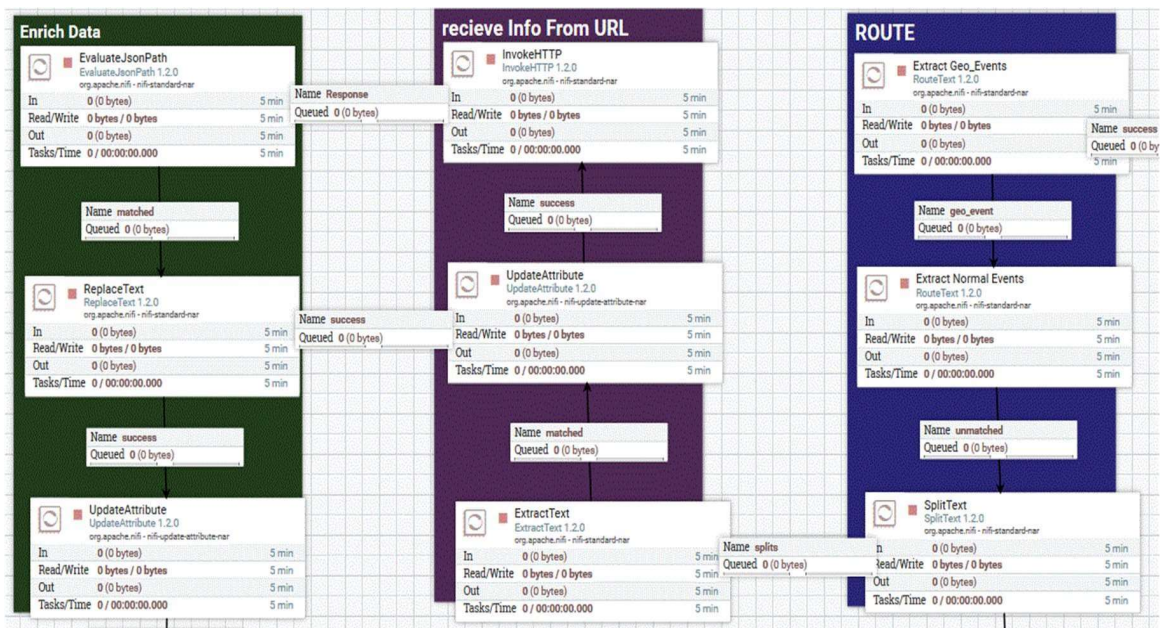 Enrich Data
EvaluateJsonPath
EvaluateJsonPath 1.2.0
org.apache.nifi - nifi-standard-nar
In 0 (0 bytes) 5 min
Read/Write 0 bytes / 0 bytes 5 min
Out 0 (0 bytes) 5 min
Tasks/Time 0 / 00:00:00.000 5 min
Name matched
Queued 0 (0 bytes)
ReplaceText
ReplaceText 1.2.0
org.apache.nifi - nifi-standard-nar
In 0 (0 bytes) 5 min
Read/Write 0 bytes / 0 bytes 5 min
Out 0 (0 bytes) 5 min
Tasks/Time 0 / 00:00:00.000 5 min
Name success
Queued 0 (0 bytes)
UpdateAttribute
UpdateAttribute 1.2.0
org.apache.nifi - nifi-update-attribute-nar
In 0 (0 bytes) 5 min
Read/Write 0 bytes / 0 bytes 5 min
Out 0 (0 bytes) 5 min
Tasks/Time 0 / 00:00:00.000 5 min
Name Response
Queued 0 (0 bytes)
Name success
Queued 0 (0 bytes)
recieve Info From URL
InvokeHTTP
InvokeHTTP 1.2.0
org.apache.nifi - nifi-standard-nar
In 0 (0 bytes) 5 min
Read/Write 0 bytes / 0 bytes 5 min
Out 0 (0 bytes) 5 min
Tasks/Time 0 / 00:00:00.000 5 min
Name success
Queued 0 (0 bytes)
UpdateAttribute
UpdateAttribute 1.2.0
org.apache.nifi - nifi-update-attribute-nar
In 0 (0 bytes) 5 min
Read/Write 0 bytes / 0 bytes 5 min
Out 0 (0 bytes) 5 min
Tasks/Time 0 / 00:00:00.000 5 min
Name matched
Queued 0 (0 bytes)
ExtractText
ExtractText 1.2.0
org.apache.nifi - nifi-standard-nar
In 0 (0 bytes) 5 min
Read/Write 0 bytes / 0 bytes 5 min
Out 0 (0 bytes) 5 min
Tasks/Time 0 / 00:00:00.000 5 min
Name splits
Queued 0 (0 bytes)
ROUTE
Extract Geo_Events
RouteText 1.2.0
org.apache.nifi - nifi-standard-nar
In 0 (0 bytes) 5 min
Read/Write 0 bytes / 0 bytes
Out 0 (0 bytes)
Tasks/Time 0 / 00:00:00.000 5 min
Name success
Queued 0 (0 by
Name geo_event
Queued 0 (0 bytes)
Extract Normal Events
RouteText 1.2.0
org.apache.nifi - nifi-standard-nar
In 0 (0 bytes) 5 min
Read/Write 0 bytes / 0 bytes 5 min
Out 0 (0 bytes) 5 min
Tasks/Time 0 / 00:00:00.000 5 min
Name unmatched
Queued 0 (0 bytes)
SplitText
SplitText 1.2.0
org.apache.nifi - nifi-standard-nar
n 0 (0 bytes) 5 min
Read/Write 0 bytes / 0 bytes 5 min
Out 0 (0 bytes) 5 min
Tasks/Time 0 / 00:00:00.000 5 min